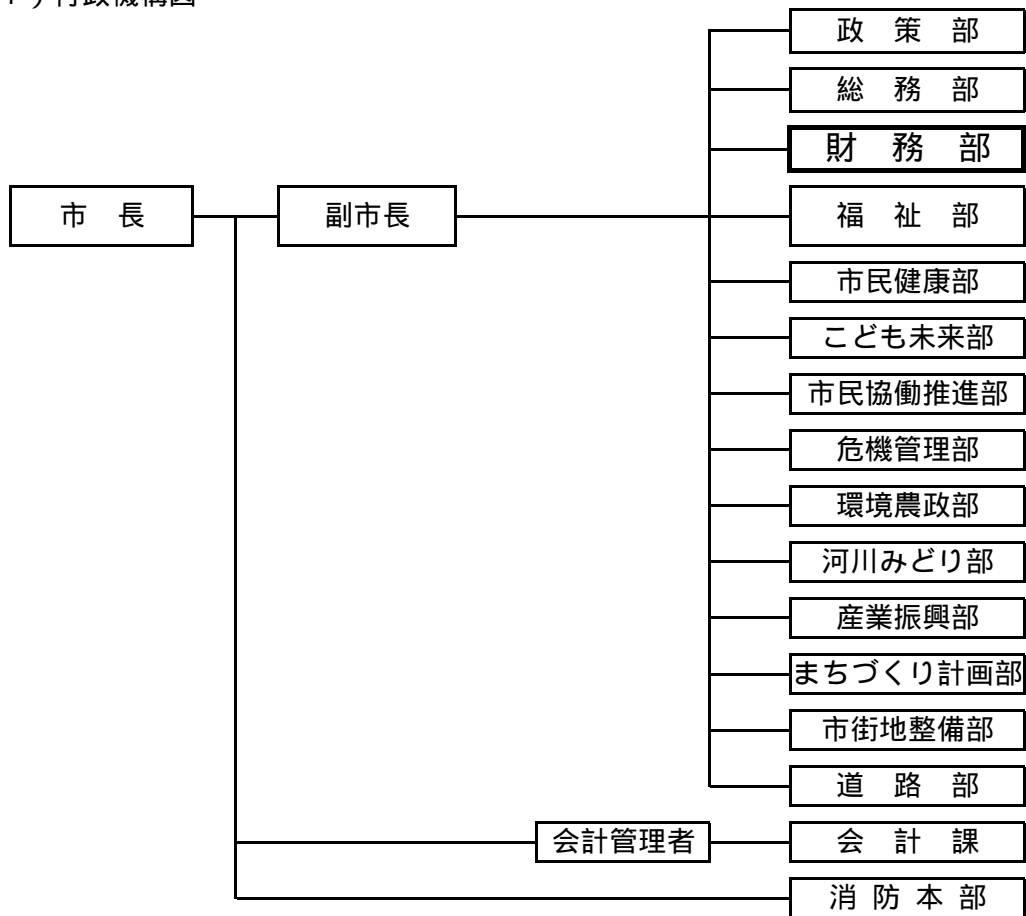 行政機構図
政 策 部
総 務 部
財 務 部
市 長
副市長
福 祉 部
市民健康部
こども未来部
市民協働推進部
危機管理部
環境農政部
河川みどり部
産業振興部
まちづくり計画部
市街地整備部
道 路 部
会計管理者
会 計 課
消 防 本 部